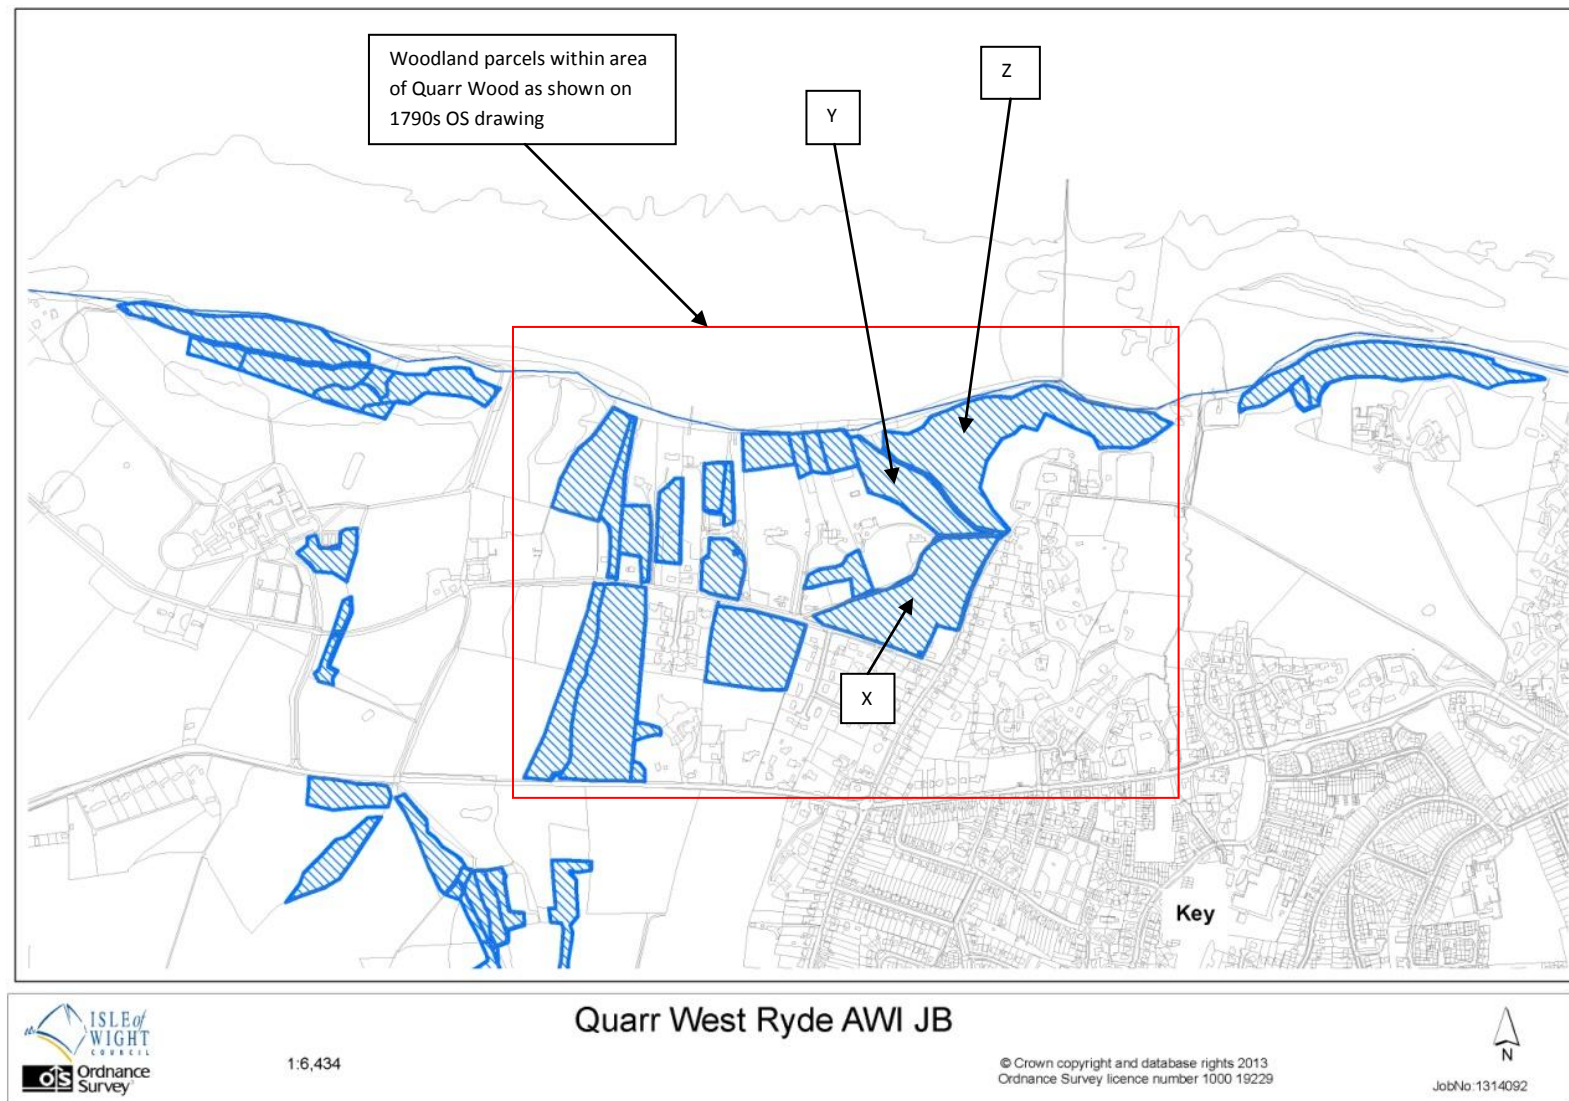 Woodland parcels within area
of Quarr Wood as shown on
1790s OS drawing
Z
Y
X
Key
ISLE of
WIGHT
COUNCIL
OS Ordnance
Survey
1:6,434
Quarr West Ryde AWI JB
© Crown copyright and database rights 2013
Ordnance Survey licence number 1000 19229
N
JobNo:1314092